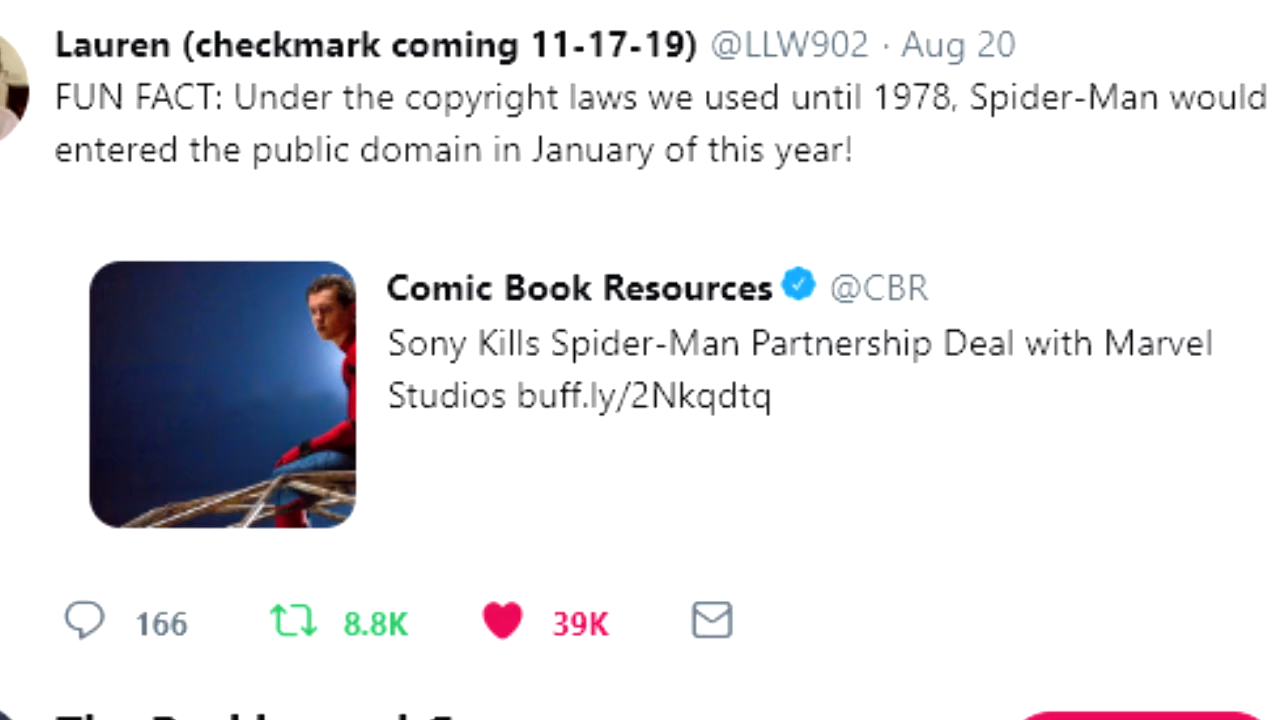 Lauren (checkmark coming 11-17-19) @LLW902 · Aug 20
FUN FACT: Under the copyright laws we used until 1978, Spider-Man would
entered the public domain in January of this year!
Comic Book Resources @CBR
Sony Kills Spider-Man Partnership Deal with Marvel
Studios buff.ly/2Nkqdtq
166 8.8K 39K